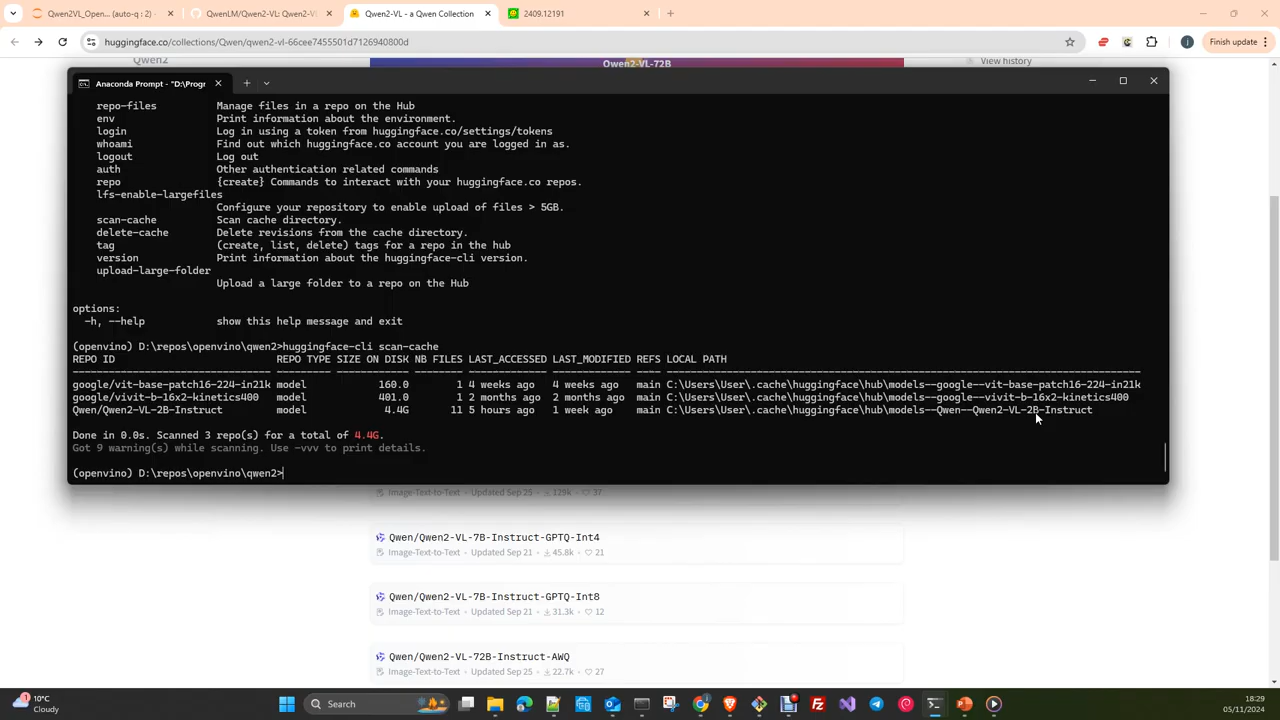 Qwen2VL_Open... (auto-q : 2) -
QwenLM/Qwen2-VL: Qwen2-VL
Qwen2-VL - a Qwen Collection
2409.12191
huggingface.co/collections/Qwen/qwen2-vl-66cee7455501d7126940800d
Finish update
Qwen2
Qwen2-VL-72B
View history
Anaconda Prompt - "D:\Progr
repo-files Manage files in a repo on the Hub
env Print information about the environment.
login Log in using a token from huggingface.co/settings/tokens
whoami Find out which huggingface.co account you are logged in as.
logout Log out
auth Other authentication related commands
repo {create} Commands to interact with your huggingface.co repos.
lfs-enable-largefiles
Configure your repository to enable upload of files > 5GB.
scan-cache Scan cache directory.
delete-cache Delete revisions from the cache directory.
tag (create, list, delete) tags for a repo in the hub
version Print information about the huggingface-cli version.
upload-large-folder
Upload a large folder to a repo on the Hub
options:
-h, --help show this help message and exit
(openvino) D:\repos\openvino\qwen2>huggingface-cli scan-cache
REPO ID REPO TYPE SIZE ON DISK NB FILES LAST_ACCESSED LAST_MODIFIED REFS LOCAL PATH
google/vit-base-patch16-224-in21k model 160.0 1 4 weeks ago 4 weeks ago main C:\Users\User\.cache\huggingface\hub\models--google--vit-base-patch16-224-in21k
google/vivit-b-16x2-kinetics400 model 401.0 1 2 months ago 2 months ago main C:\Users\User\.cache\huggingface\hub\models--google--vivit-b-16x2-kinetics400
Qwen/Qwen2-VL-2B-Instruct model 4.4G 11 5 hours ago 1 week ago main C:\Users\User\.cache\huggingface\hub\models--Qwen--Qwen2-VL-2B-Instruct
Done in 0.0s. Scanned 3 repo(s) for a total of 4.4G.
Got 9 warning(s) while scanning. Use -vvv to print details.
(openvino) D:\repos\openvino\qwen2>
Image-Text-to-Text • Updated Sep 25 • 129k • 37
Qwen/Qwen2-VL-7B-Instruct-GPTQ-Int4
Image-Text-to-Text • Updated Sep 21 • 45.8k • 21
Qwen/Qwen2-VL-7B-Instruct-GPTQ-Int8
Image-Text-to-Text • Updated Sep 21 • 31.3k • 12
Qwen/Qwen2-VL-72B-Instruct-AWQ
Image-Text-to-Text • Updated Sep 25 • 22.7k • 27
1
10°C
Cloudy
Search
18:29
05/11/2024